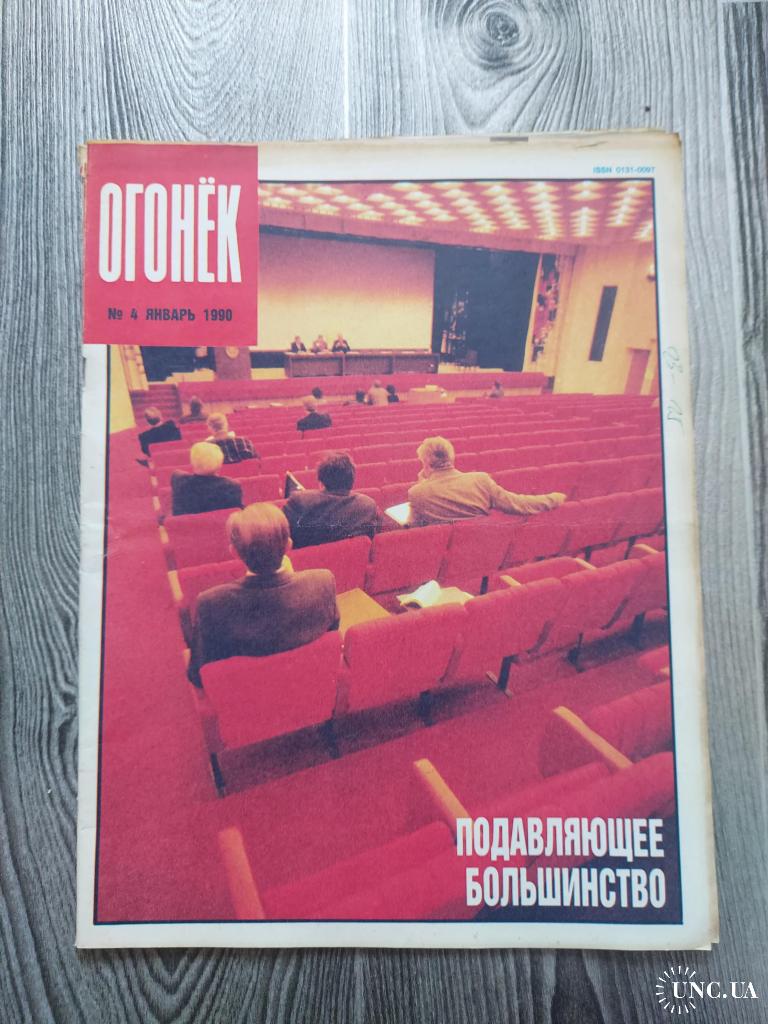 ISSN 0131-0097
ОГОНЁК
№ 4 ЯНВАРЬ 1990
ПОДАВЛЯЮЩЕЕ
БОЛЬШИНСТВО
UNC.UA